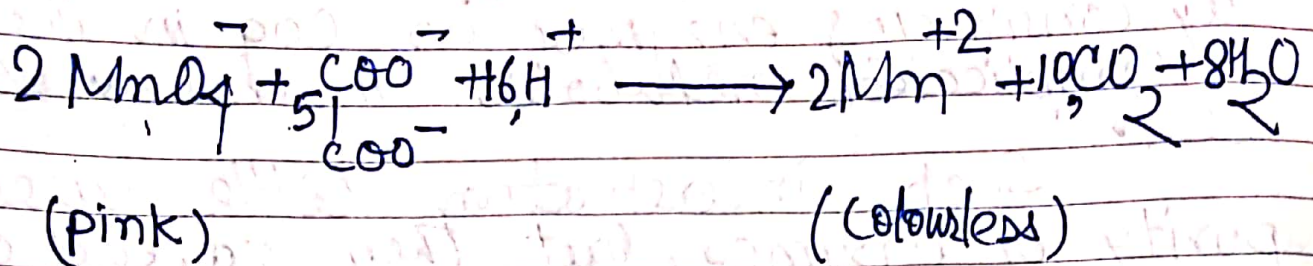 2 MnO₄⁻ + 5 COO⁻ + 16H⁺ ⟶ 2Mn⁺² + 10CO₂ + 8H₂O
COO⁻
(pink) (colourless)